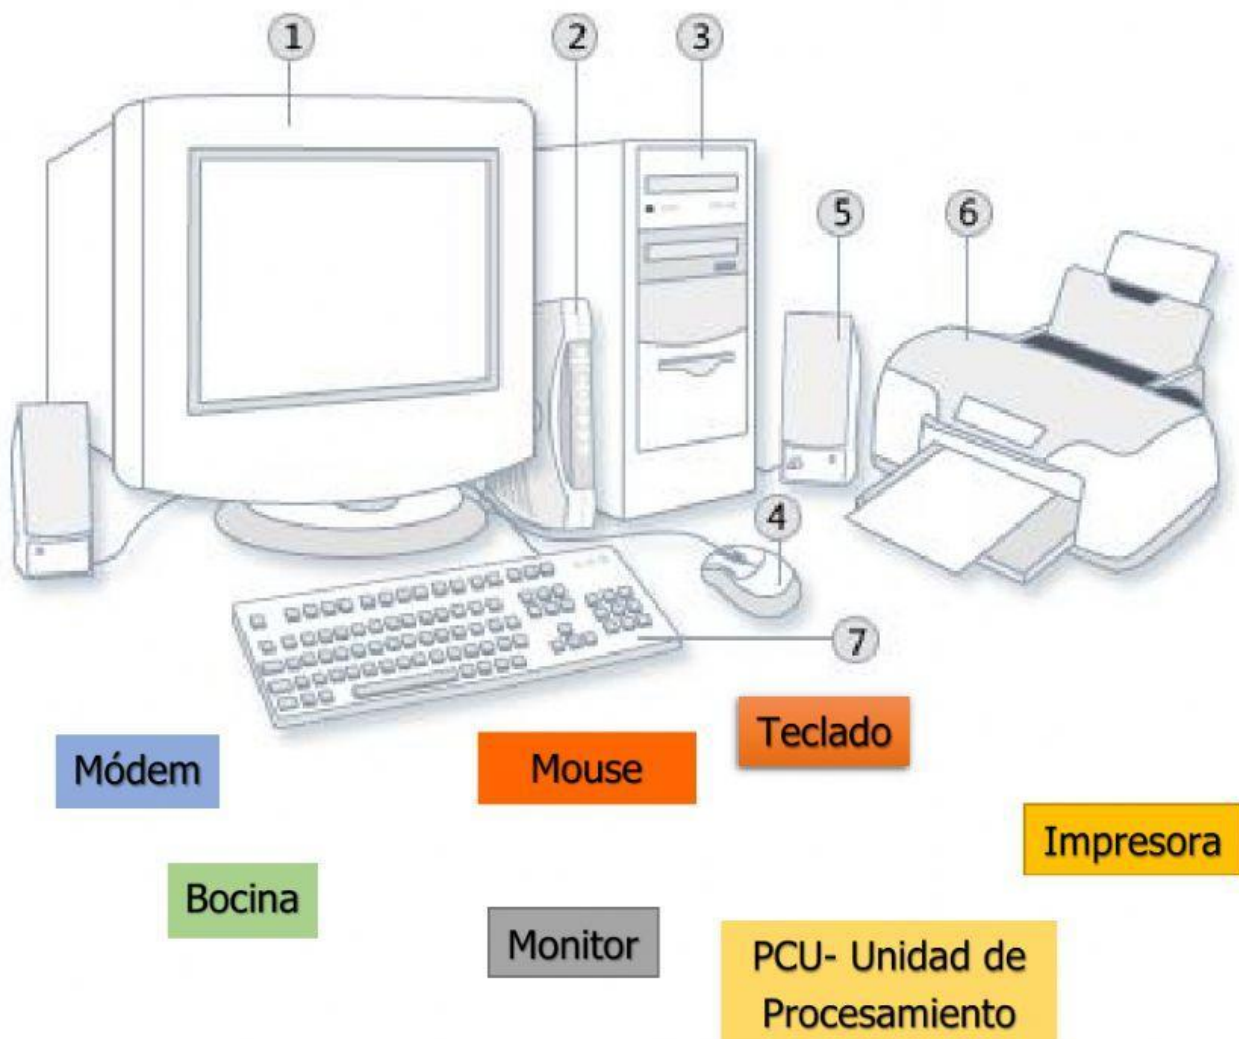 1
2
3
5
6
4
7
Teclado
Módem
Mouse
Impresora
Bocina
Monitor
PCU- Unidad de
Procesamiento